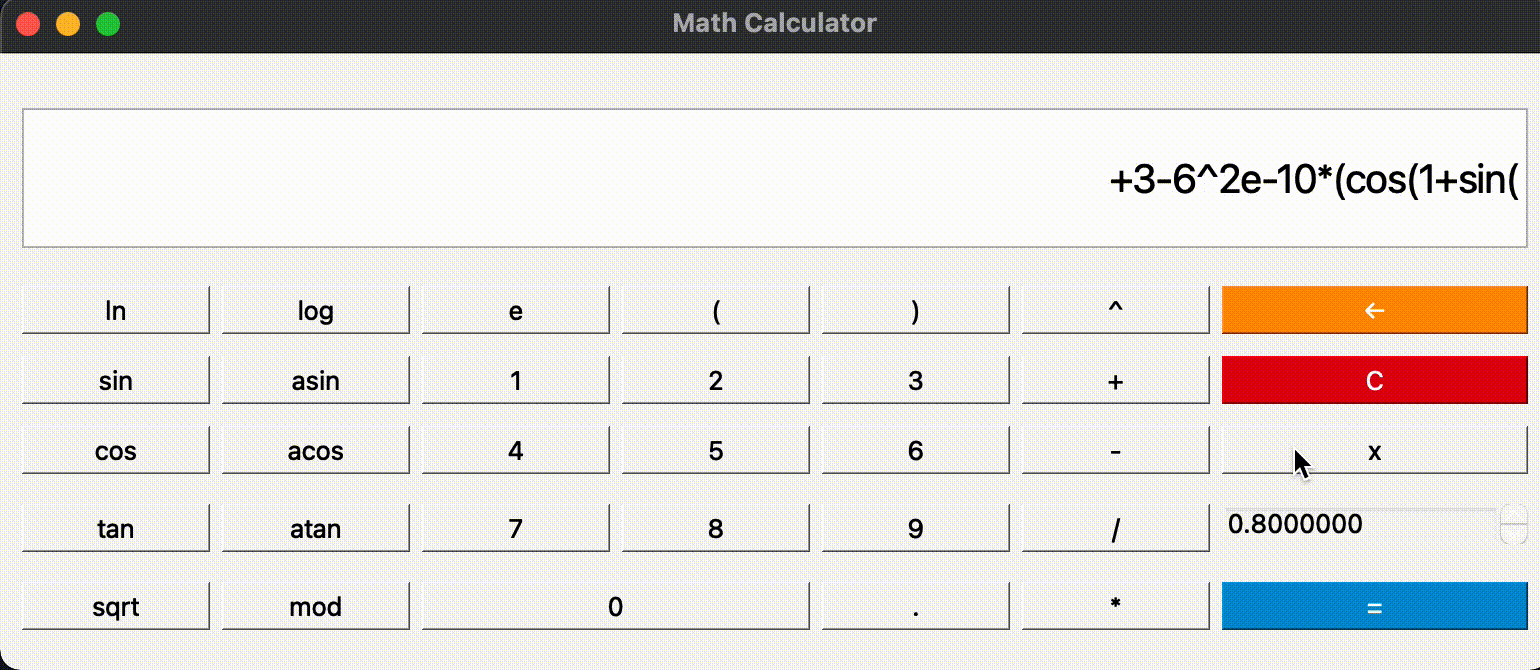 Math Calculator
+3-6^2e-10*(cos(1+sin(
ln log e ( ) ^ ←
sin asin 1 2 3 + C
cos acos 4 5 6 - x
tan atan 7 8 9 / 0.8000000
sqrt mod 0 . * =